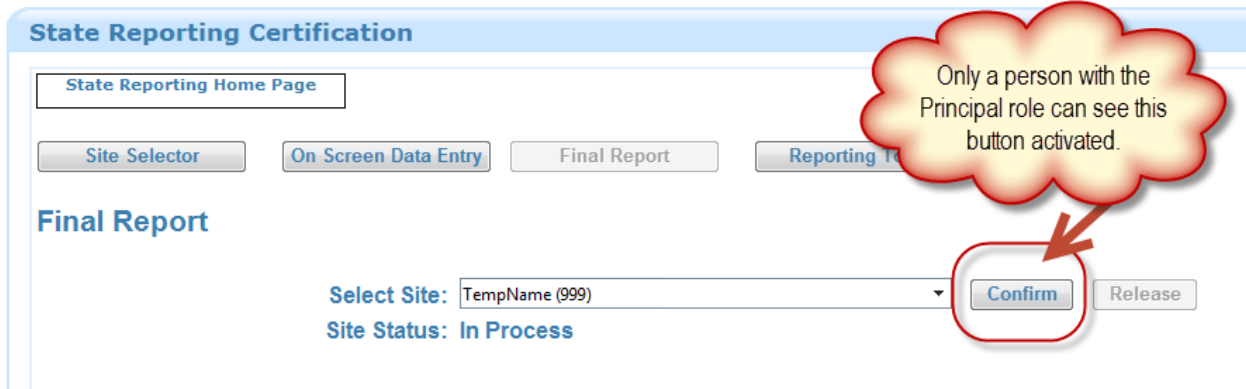 State Reporting Certification
State Reporting Home Page
Only a person with the
Principal role can see this
button activated.
Site Selector
On Screen Data Entry
Final Report
Reporting
Final Report
Select Site: TempName (999) Confirm Release
Site Status: In Process